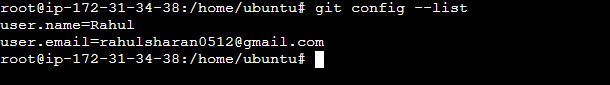 root@ip-172-31-34-38:/home/ubuntu# git config --list
user.name=Rahul
user.email=rahulsharan0512@gmail.com
root@ip-172-31-34-38:/home/ubuntu#